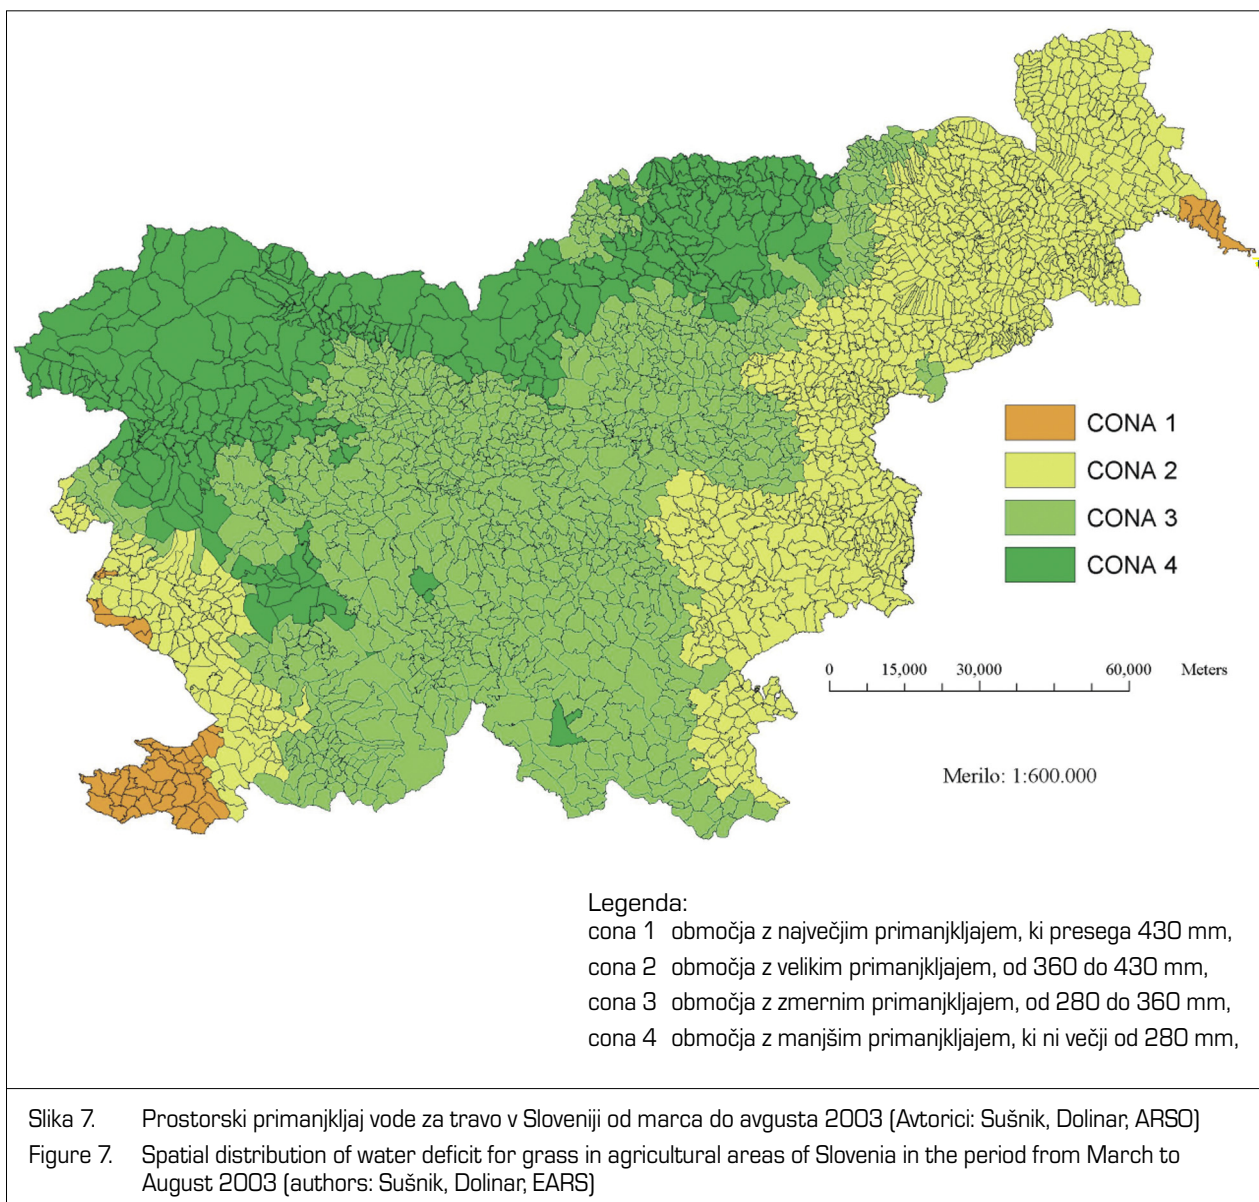 CONA 1
CONA 2
CONA 3
CONA 4
0 15,000 30,000 60,000 Meters
Merilo: 1:600.000
Legenda:
cona 1 območja z največjim primanjkljajem, ki presega 430 mm,
cona 2 območja z velikim primanjkljajem, od 360 do 430 mm,
cona 3 območja z zmernim primanjkljajem, od 280 do 360 mm,
cona 4 območja z manjšim primanjkljajem, ki ni večji od 280 mm,
Slika 7. Prostorski primanjkljaj vode za travo v Sloveniji od marca do avgusta 2003 (Avtorici: Sušnik, Dolinar, ARSO)
Figure 7. Spatial distribution of water deficit for grass in agricultural areas of Slovenia in the period from March to
August 2003 (authors: Sušnik, Dolinar, EARS)